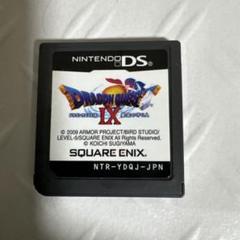 NINTENDO DS
DRAGON QUEST
IX
© 2009 ARMOR PROJECT/BIRD STUDIO/
LEVEL-5/SQUARE ENIX All Rights Reserved.
© KOICHI SUGIYAMA
SQUARE ENIX.
NTR-YDQJ-JPN